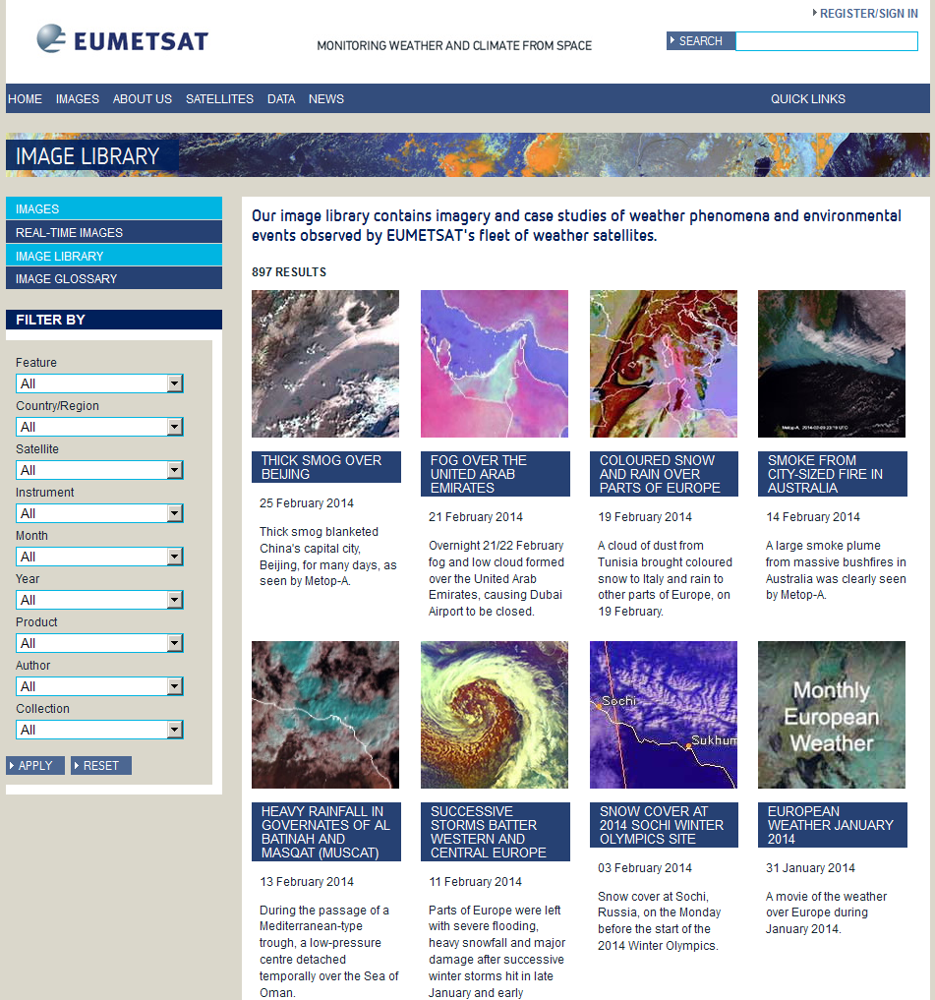 REGISTER/SIGN IN
EUMETSAT
MONITORING WEATHER AND CLIMATE FROM SPACE
SEARCH
HOME IMAGES ABOUT US SATELLITES DATA NEWS QUICK LINKS
IMAGE LIBRARY
IMAGES
REAL-TIME IMAGES
IMAGE LIBRARY
IMAGE GLOSSARY
FILTER BY
Feature
All
Country/Region
All
Satellite
All
Instrument
All
Month
All
Year
All
Product
All
Author
All
Collection
All
APPLY RESET
Our image library contains imagery and case studies of weather phenomena and environmental
events observed by EUMETSAT's fleet of weather satellites.
897 RESULTS
THICK SMOG OVER
BEIJING
25 February 2014
Thick smog blanketed
China's capital city,
Beijing, for many days, as
seen by Metop-A.
FOG OVER THE
UNITED ARAB
EMIRATES
21 February 2014
Overnight 21/22 February
fog and low cloud formed
over the United Arab
Emirates, causing Dubai
Airport to be closed.
COLOURED SNOW
AND RAIN OVER
PARTS OF EUROPE
19 February 2014
A cloud of dust from
Tunisia brought coloured
snow to Italy and rain to
other parts of Europe, on
19 February.
Metop-A
SMOKE FROM
CITY-SIZED FIRE IN
AUSTRALIA
14 February 2014
A large smoke plume
from massive bushfires in
Australia was clearly seen
by Metop-A.
HEAVY RAINFALL IN
GOVERNATES OF AL
BATINAH AND
MASQAT (MUSCAT)
13 February 2014
During the passage of a
Mediterranean-type
trough, a low-pressure
centre detached
temporally over the Sea of
Oman.
SUCCESSIVE
STORMS BATTER
WESTERN AND
CENTRAL EUROPE
11 February 2014
Parts of Europe were left
with severe flooding,
heavy snowfall and major
damage after successive
winter storms hit in late
January and early
Sochi
Sukhum
SNOW COVER AT
2014 SOCHI WINTER
OLYMPICS SITE
03 February 2014
Snow cover at Sochi,
Russia, on the Monday
before the start of the
2014 Winter Olympics.
Monthly
European
Weather
EUROPEAN
WEATHER JANUARY
2014
31 January 2014
A movie of the weather
over Europe during
January 2014.